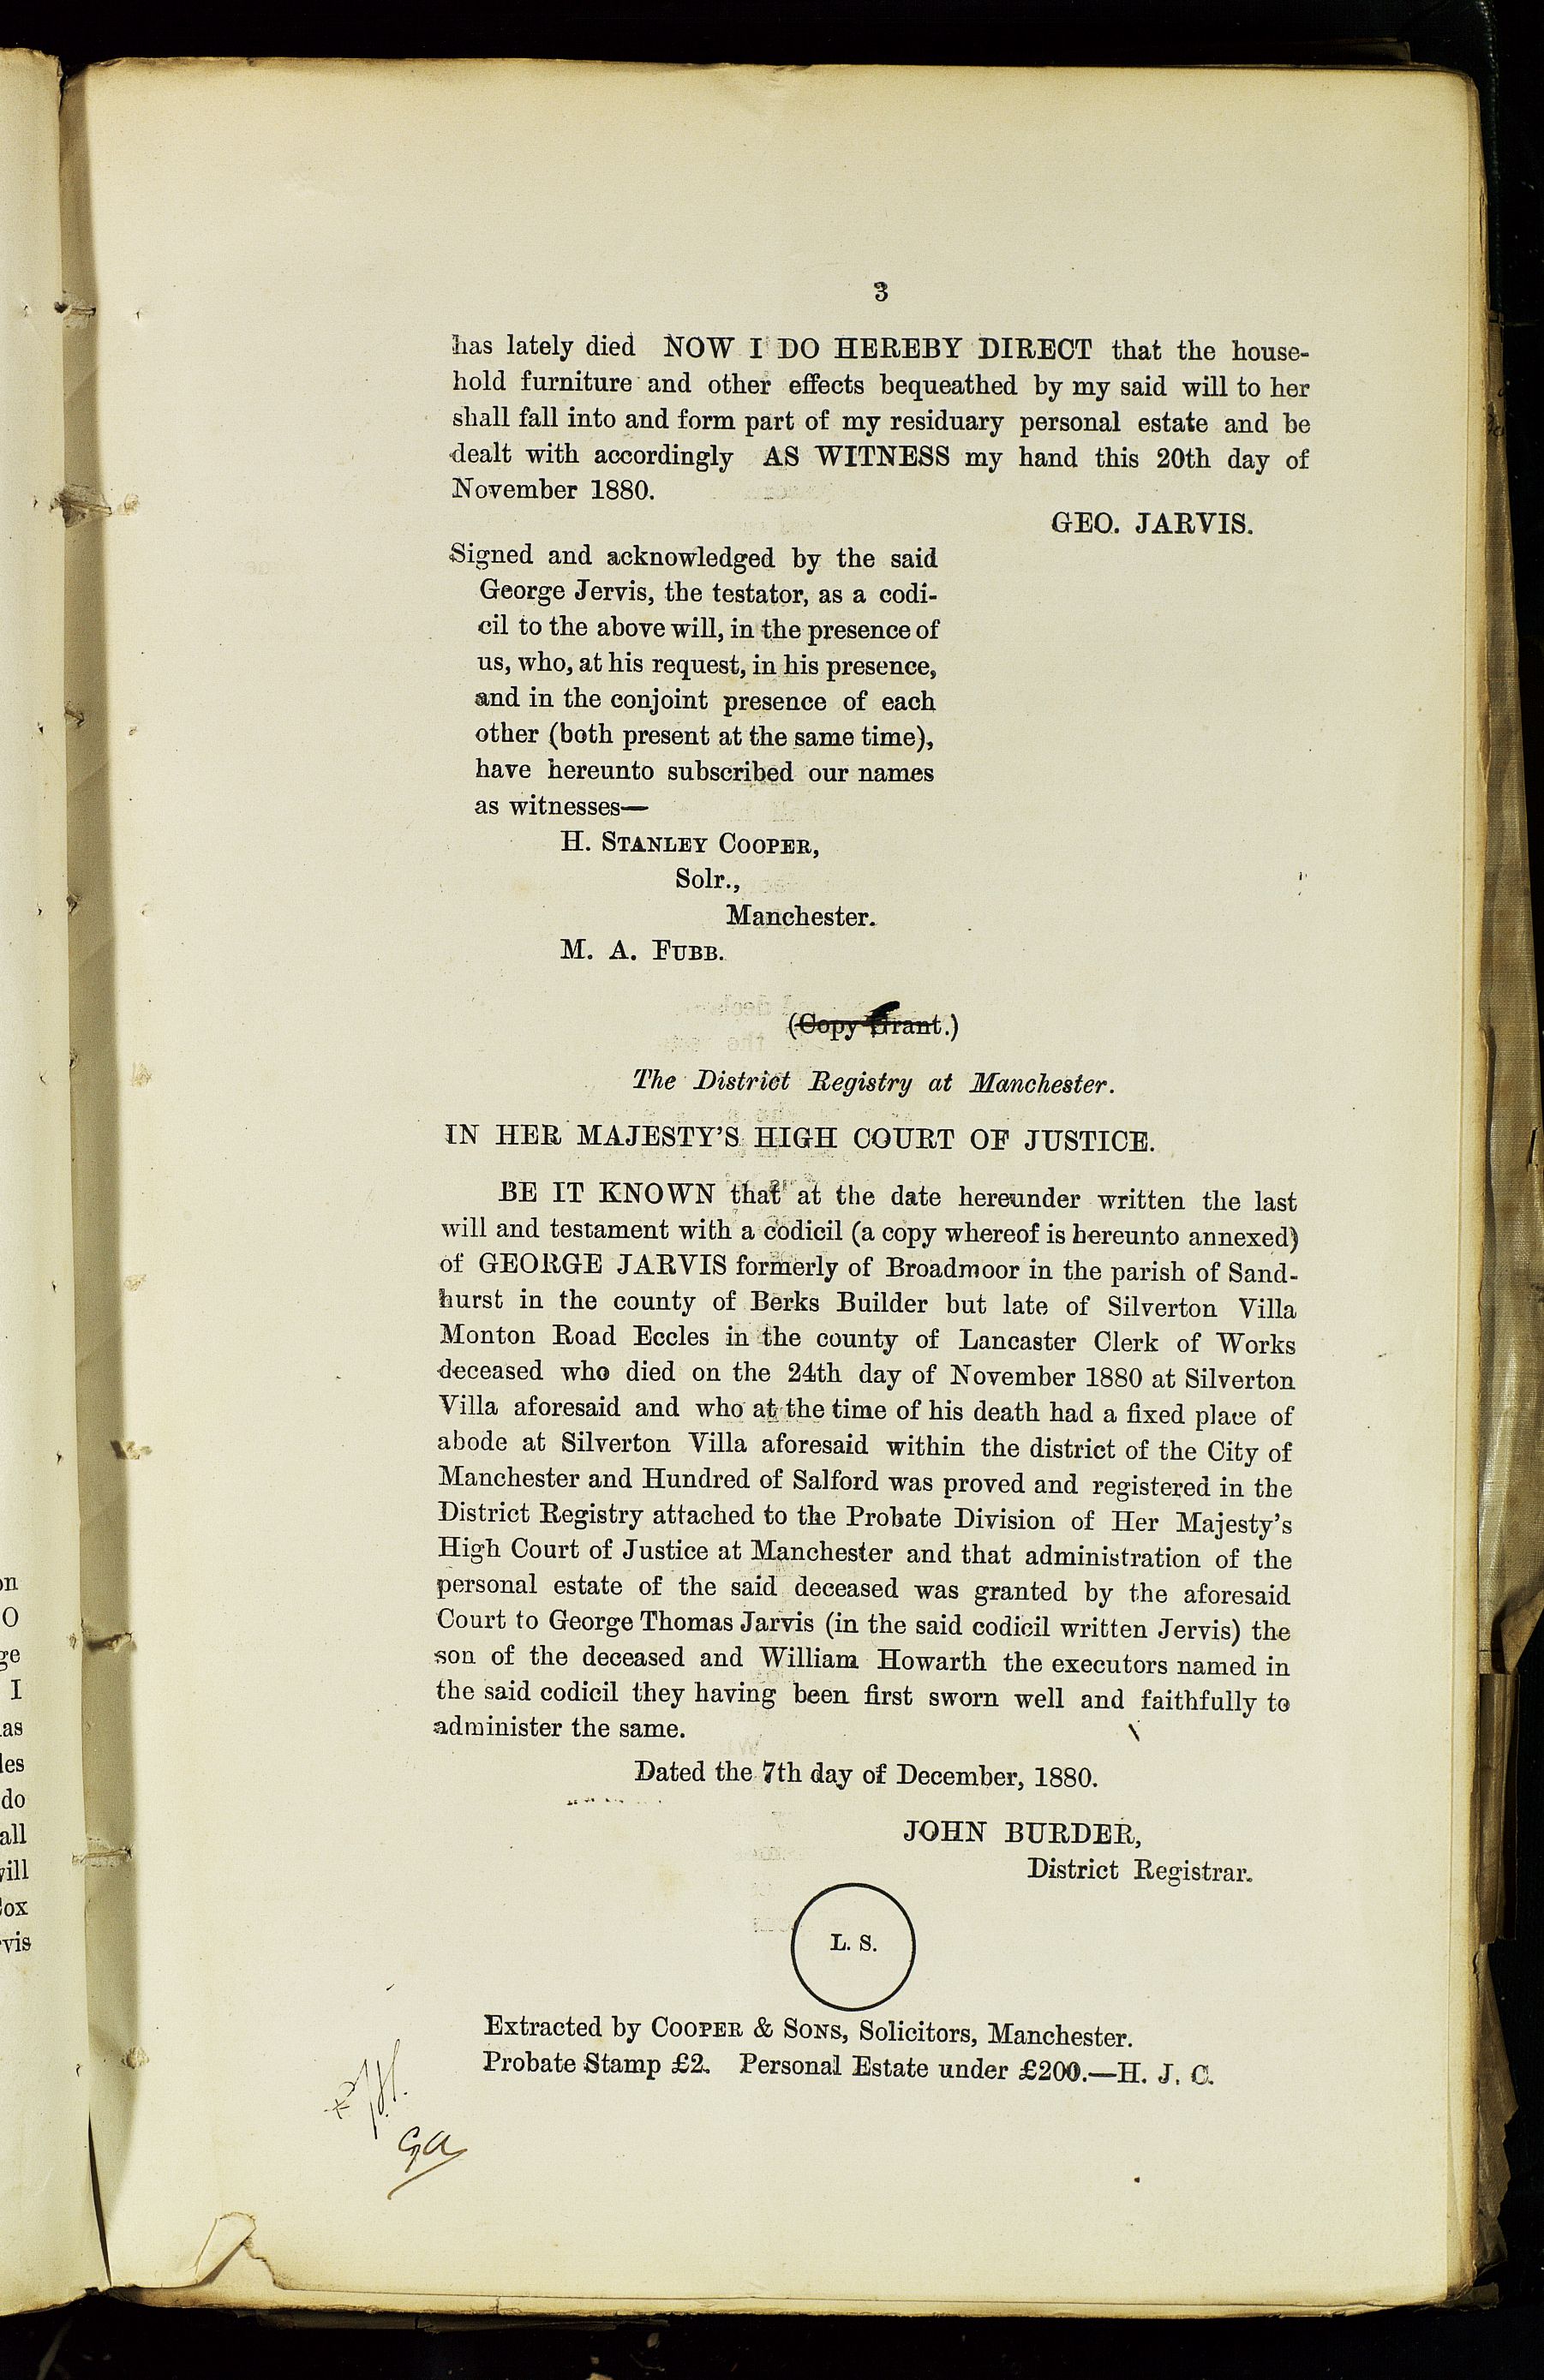 3
has lately died NOW I DO HEREBY DIRECT that the house-
hold furniture and other effects bequeathed by my said will to her
shall fall into and form part of my residuary personal estate and be
dealt with accordingly AS WITNESS my hand this 20th day of
November 1880.
GEO. JARVIS.
Signed and acknowledged by the said
George Jervis, the testator, as a codi-
cil to the above will, in the presence of
us, who, at his request, in his presence,
and in the conjoint presence of each
other (both present at the same time),
have hereunto subscribed our names
as witnesses—
H. STANLEY COOPER,
Solr.,
Manchester.
M. A. FUBB.
(Copy Grant.)
The District Registry at Manchester.
IN HER MAJESTY'S HIGH COURT OF JUSTICE.
BE IT KNOWN that at the date hereunder written the last
will and testament with a codicil (a copy whereof is hereunto annexed)
of GEORGE JARVIS formerly of Broadmoor in the parish of Sand-
hurst in the county of Berks Builder but late of Silverton Villa
Monton Road Eccles in the county of Lancaster Clerk of Works
deceased who died on the 24th day of November 1880 at Silverton
Villa aforesaid and who at the time of his death had a fixed place of
abode at Silverton Villa aforesaid within the district of the City of
Manchester and Hundred of Salford was proved and registered in the
District Registry attached to the Probate Division of Her Majesty's
High Court of Justice at Manchester and that administration of the
personal estate of the said deceased was granted by the aforesaid
Court to George Thomas Jarvis (in the said codicil written Jervis) the
son of the deceased and William Howarth the executors named in
the said codicil they having been first sworn well and faithfully to
administer the same.
Dated the 7th day of December, 1880.
JOHN BURDER,
District Registrar.
L. S.
Extracted by COOPER & SONS, Solicitors, Manchester.
Probate Stamp £2. Personal Estate under £200.—H. J. C.